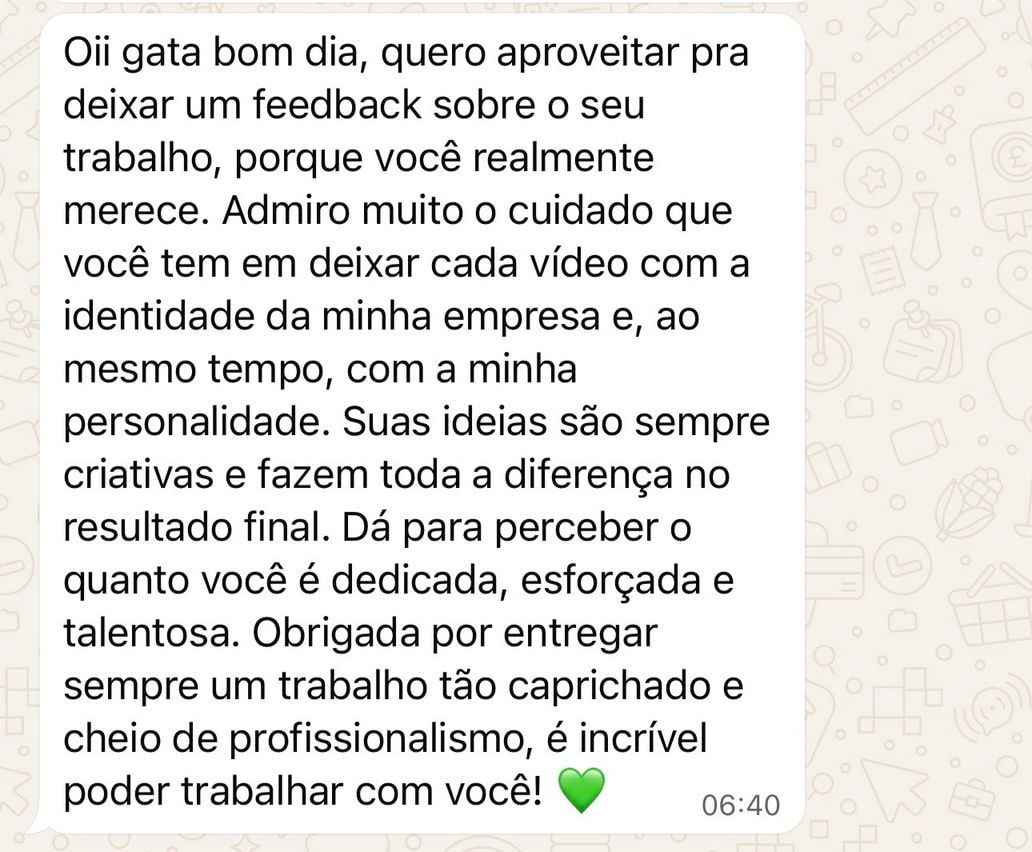 Oii gata bom dia, quero aproveitar pra
deixar um feedback sobre o seu
trabalho, porque você realmente
merece. Admiro muito o cuidado que
você tem em deixar cada vídeo com a
identidade da minha empresa e, ao
mesmo tempo, com a minha
personalidade. Suas ideias são sempre
criativas e fazem toda a diferença no
resultado final. Dá para perceber o
quanto você é dedicada, esforçada e
talentosa. Obrigada por entregar
sempre um trabalho tão caprichado e
cheio de profissionalismo, é incrível
poder trabalhar com você! 💚
06:40